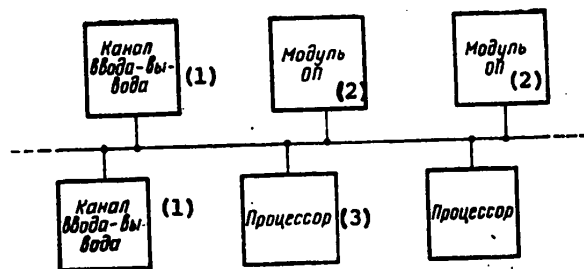 Канал
ввода-вы-
вода
(1)
Модуль
ОП
(2)
Модуль
ОП
(2)
Канал
ввода-вы-
вода
(1)
Процессор
(3)
Процессор